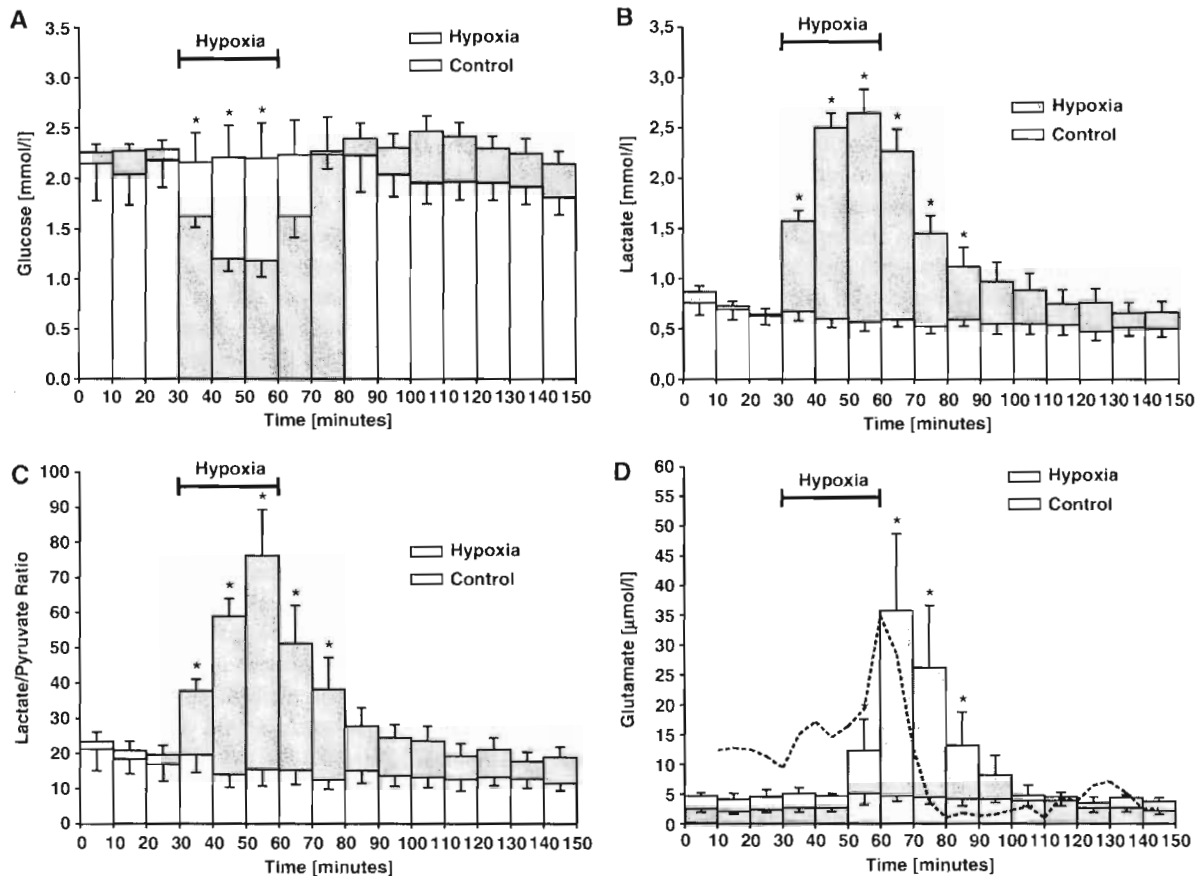 A
Hypoxia
Hypoxia
Control
Glucose [mmol/l]
3.5
3.0
2.5
2.0
1.5
1.0
0.5
0.0
* * *
0 10 20 30 40 50 60 70 80 90 100 110 120 130 140 150
Time [minutes]
B
Hypoxia
Hypoxia
Control
Lactate [mmol/l]
3,5
3,0
2,5
2,0
1,5
1,0
0,5
0,0
* * * * * *
0 10 20 30 40 50 60 70 80 90 100 110 120 130 140 150
Time [minutes]
C
Hypoxia
Hypoxia
Control
Lactate/Pyruvate Ratio
100
90
80
70
60
50
40
30
20
10
0
* * * * *
0 10 20 30 40 50 60 70 80 90 100 110 120 130 140 150
Time [minutes]
D
Hypoxia
Hypoxia
Control
Glutamate [µmol/l]
60
55
50
45
40
35
30
25
20
15
10
5
0
* * *
0 10 20 30 40 50 60 70 80 90 100 110 120 130 140 150
Time [minutes]